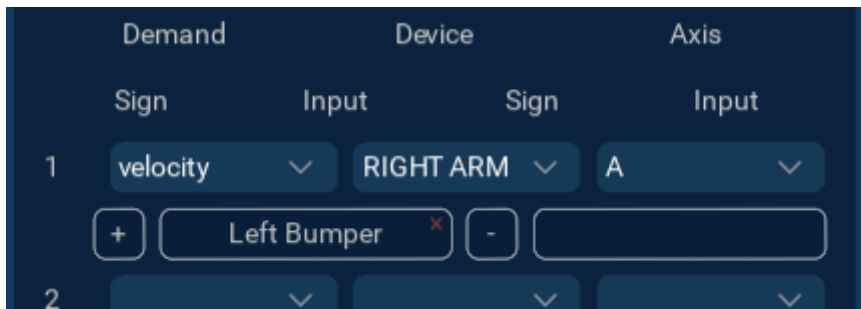 Demand Device Axis
Sign Input Sign Input
1 velocity RIGHT ARM A
+ Left Bumper × -
2